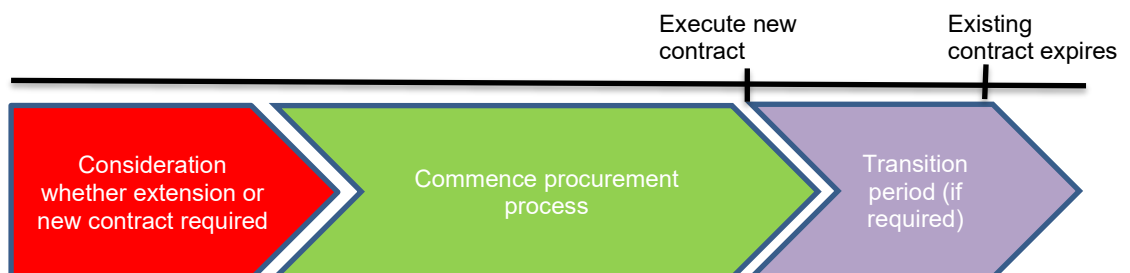 Execute new
contract
Existing
contract expires
Consideration
whether extension or
new contract required
Commence procurement
process
Transition
period (if
required)